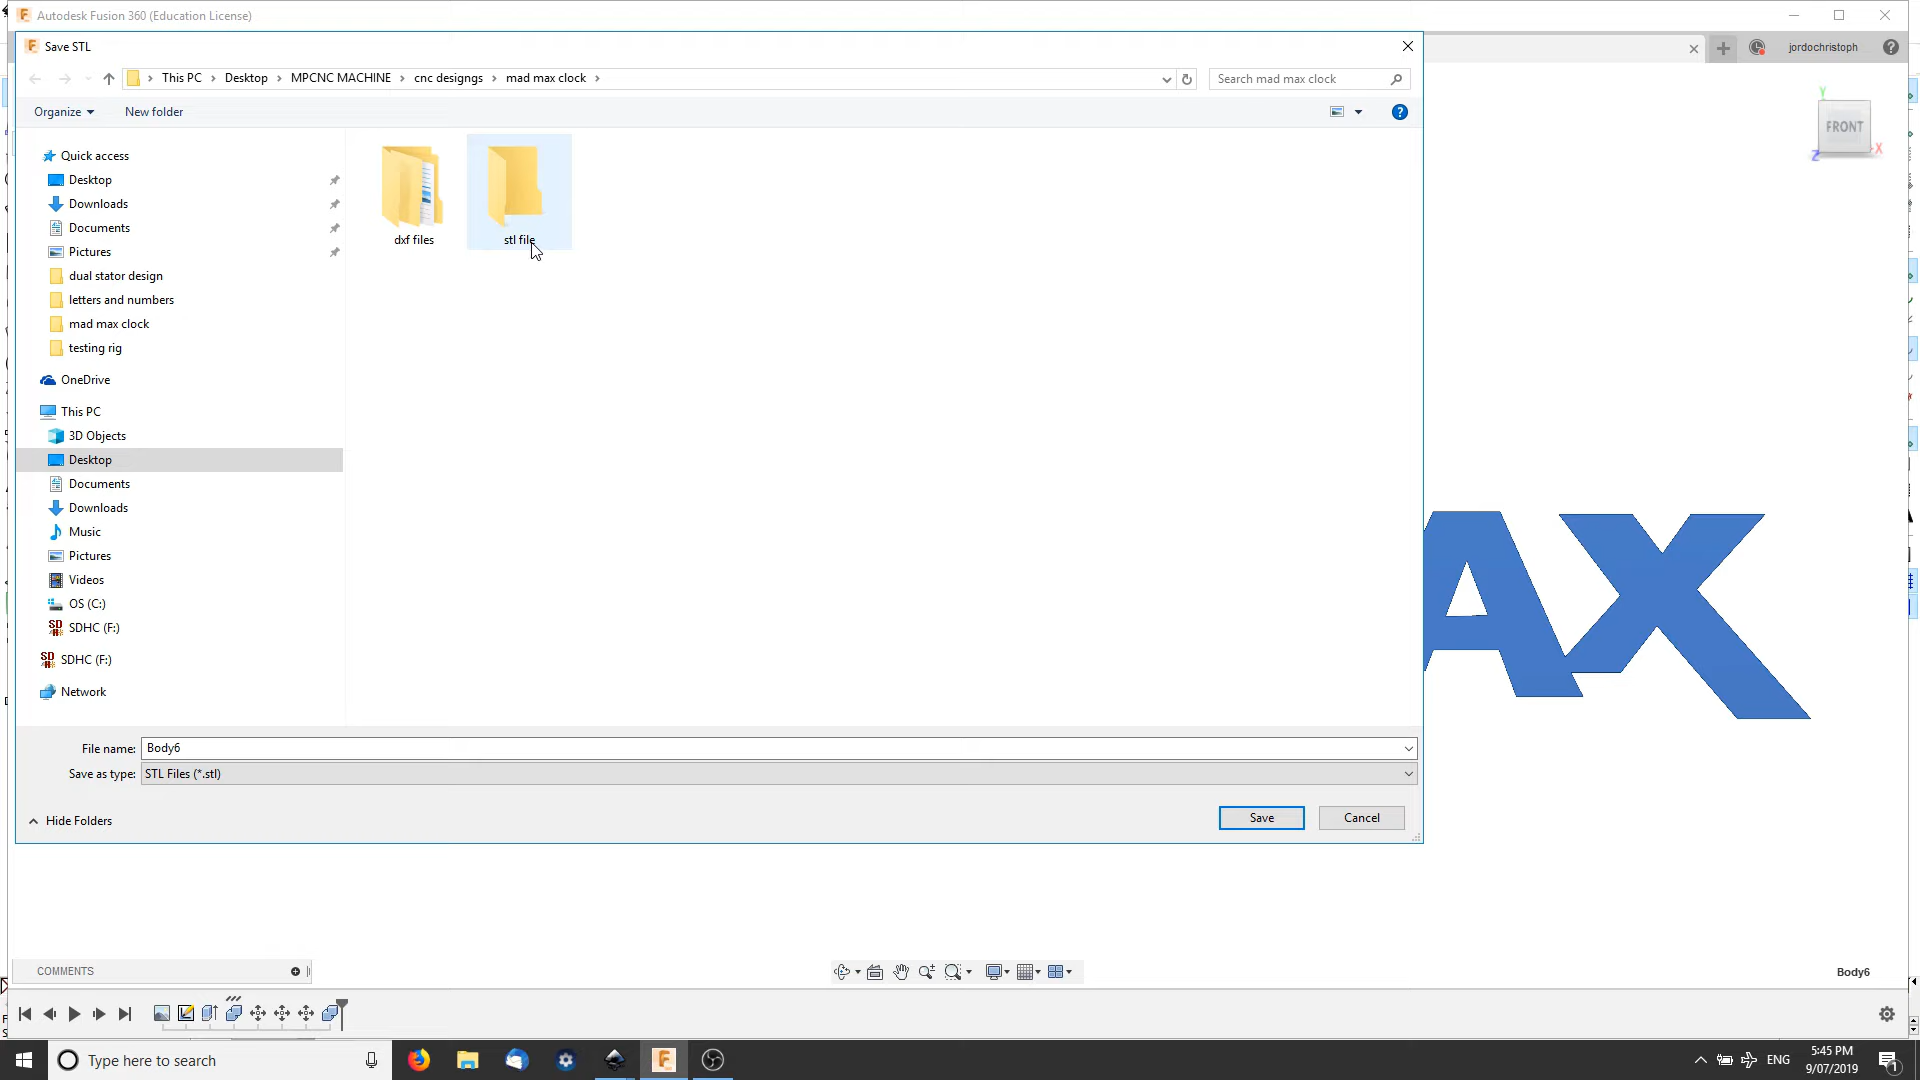 Autodesk Fusion 360 (Education License)
Save STL
jordochristoph
This PC > Desktop > MPCNC MACHINE > cnc designgs > mad max clock >
Search mad max clock
Organize
New folder
FRONT
Y
X
Z
Quick access
Desktop
Downloads
Documents
Pictures
dual stator design
letters and numbers
mad max clock
testing rig
OneDrive
This PC
3D Objects
Desktop
Documents
Downloads
Music
Pictures
Videos
OS (C:)
SDHC (F:)
SDHC (F:)
Network
dxf files
stl file
AX
File name: Body6
Save as type: STL Files (*.stl)
Hide Folders
Save
Cancel
COMMENTS
Body6
Type here to search
ENG
5:45 PM
9/07/2019
1